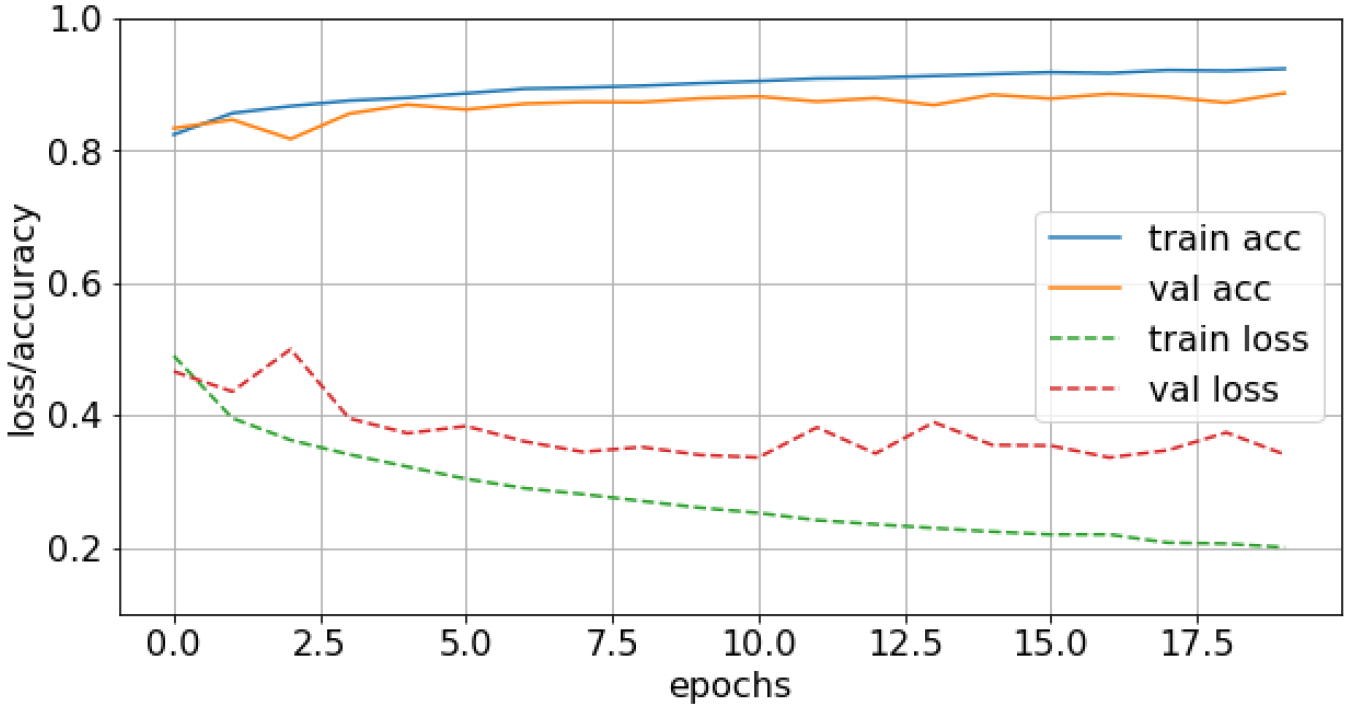 1.0
0.8
0.6
0.4
0.2
loss/accuracy
train acc
val acc
train loss
val loss
0.0 2.5 5.0 7.5 10.0 12.5 15.0 17.5
epochs